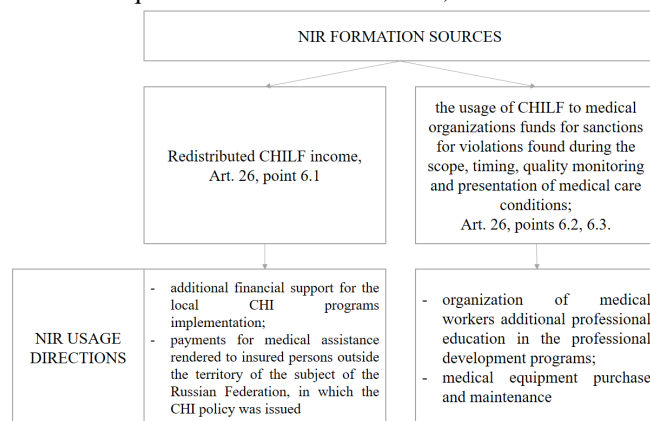 NIR FORMATION SOURCES
Redistributed CHILF income,
Art. 26, point 6.1
the usage of CHILF to medical
organizations funds for sanctions
for violations found during the
scope, timing, quality monitoring
and presentation of medical care
conditions;
Art. 26, points 6.2, 6.3.
NIR USAGE
DIRECTIONS
- additional financial support for the
local CHI programs
implementation;
- payments for medical assistance
rendered to insured persons outside
the territory of the subject of the
Russian Federation, in which the
CHI policy was issued
- organization of medical
workers additional professional
education in the professional
development programs;
- medical equipment purchase
and maintenance